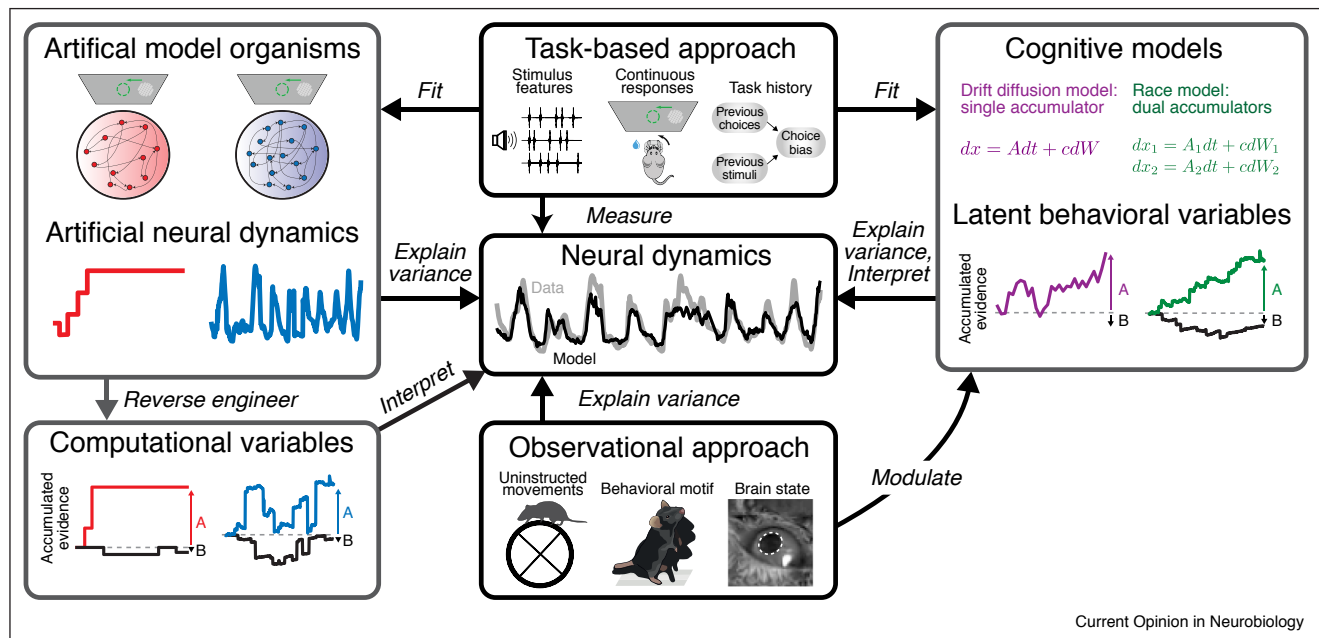 Artifical model organisms
Artificial neural dynamics
Task-based approach
Stimulus
features
Continuous
responses
Task history
Previous
choices
Previous
stimuli
Choice
bias
Cognitive models
Drift diffusion model:
single accumulator
dx = Adt + cdW
Race model:
dual accumulators
dx₁ = A₁dt + cdW₁
dx₂ = A₂dt + cdW₂
Latent behavioral variables
Accumulated
evidence
A
B
A
B
Fit
Fit
Measure
Explain
variance
Explain
variance,
Interpret
Neural dynamics
Data
Model
Reverse engineer
Interpret
Explain variance
Modulate
Computational variables
Accumulated
evidence
A
B
A
B
Observational approach
Uninstructed
movements
Behavioral motif
Brain state
Current Opinion in Neurobiology